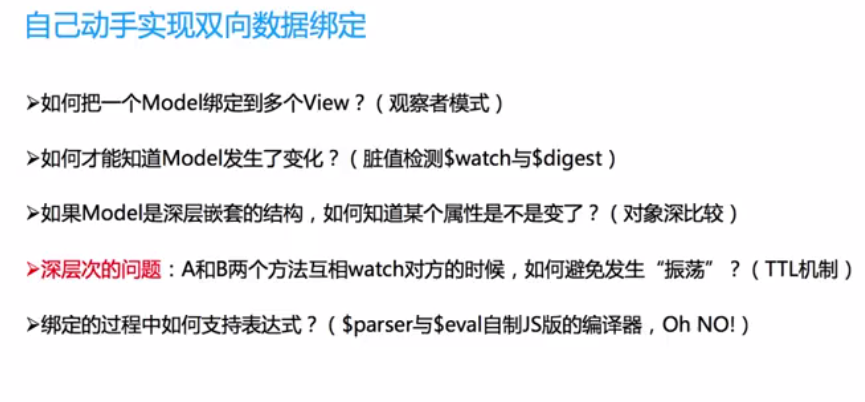 自己动手实现双向数据绑定
➢如何把一个Model绑定到多个View？（观察者模式）
➢如何才能知道Model发生了变化？（脏值检测$watch与$digest）
➢如果Model是深层嵌套的结构，如何知道某个属性是不是变了？（对象深比较）
➢深层次的问题：A和B两个方法互相watch对方的时候，如何避免发生“振荡”？（TTL机制）
➢绑定的过程中如何支持表达式？（$parser与$eval自制JS版的编译器，Oh NO!）